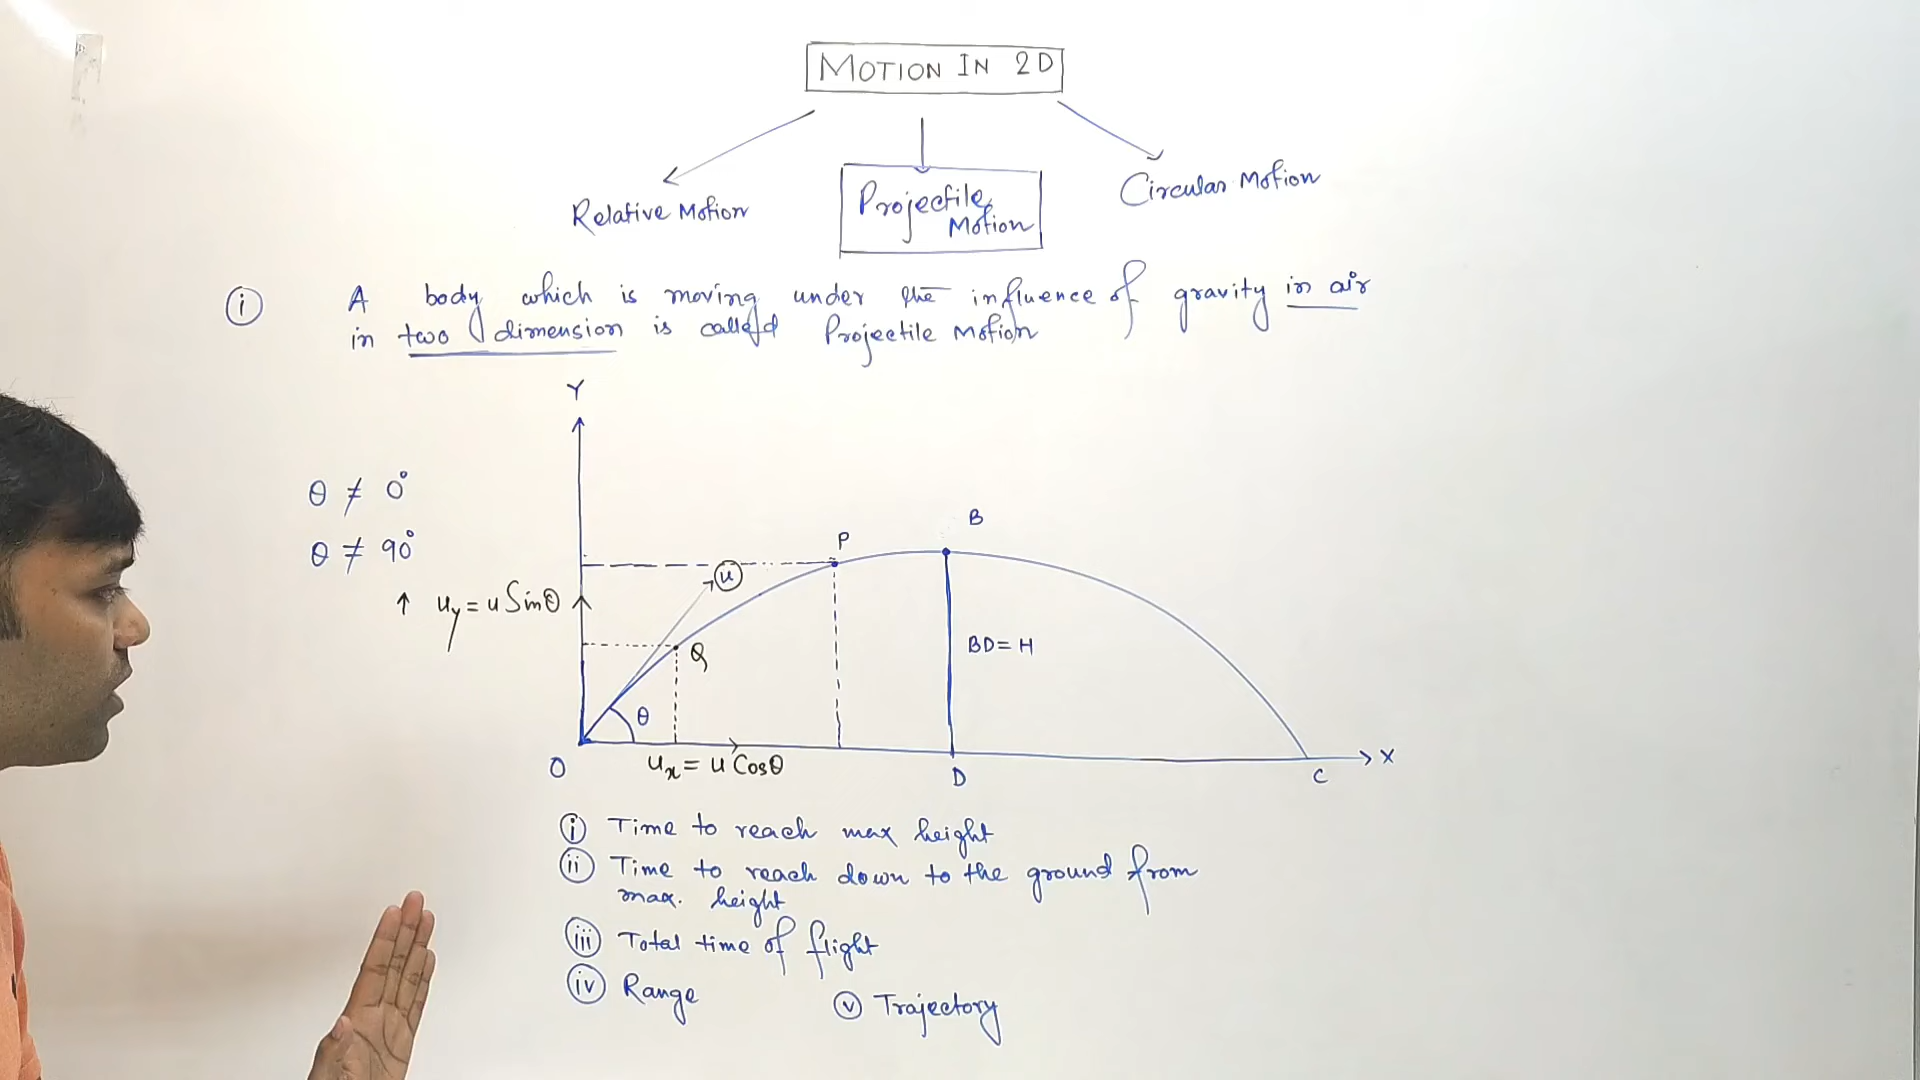 MOTION IN 2D
Relative Motion
Projectile
Motion
Circular Motion
i A body which is moving under the influence of gravity in air
in two dimension is called Projectile Motion
Y
θ ≠ 0°
θ ≠ 90°
B
P
u
↑ uy = u Sinθ
Q
BD = H
θ
O
ux = u Cosθ
D
C
X
i Time to reach max height
ii Time to reach down to the ground from
max. height
iii Total time of flight
iv Range
v Trajectory